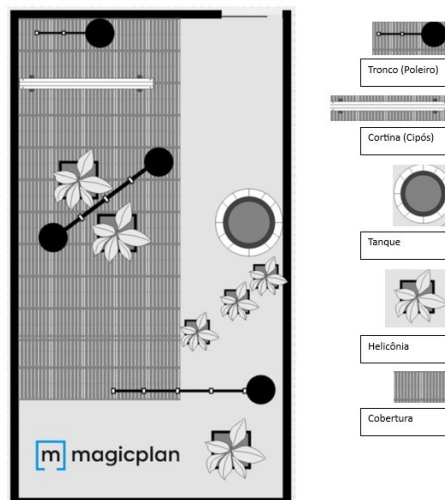 Tronco (Poleiro)
Cortina (Cipós)
Tanque
Helicônia
Cobertura
m magicplan